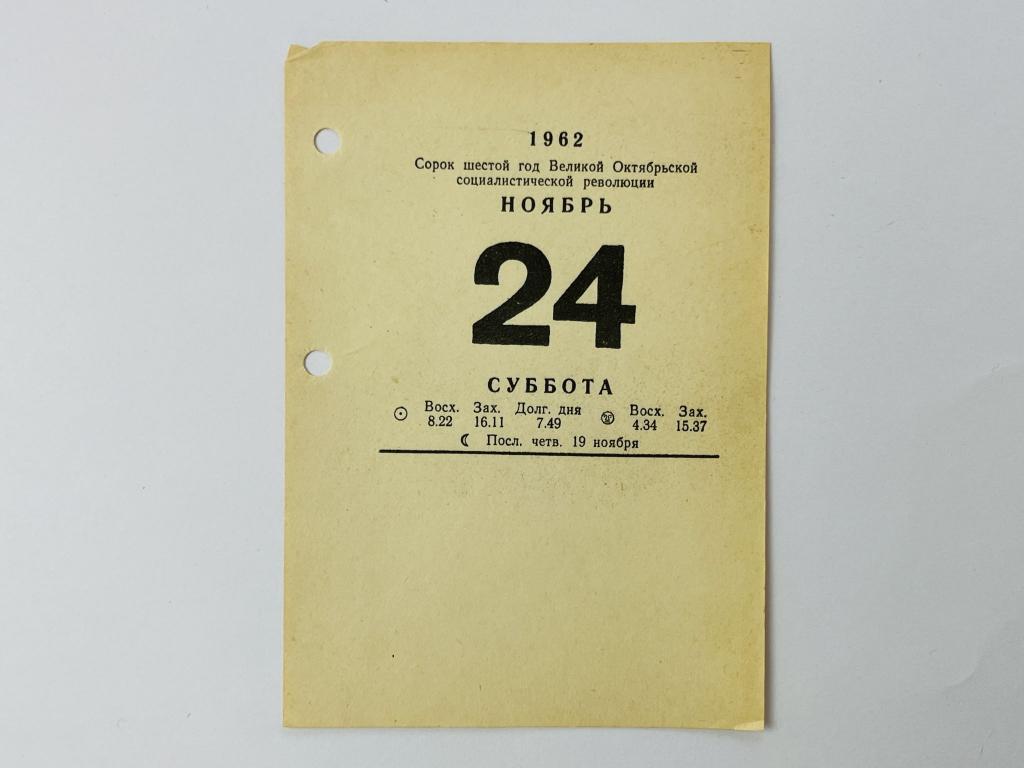 1962
Сорок шестой год Великой Октябрьской
социалистической революции
НОЯБРЬ
24
СУББОТА
Восх. Зах. Долг. дня Восх. Зах.
8.22 16.11 7.49 4.34 15.37
Посл. четв. 19 ноября